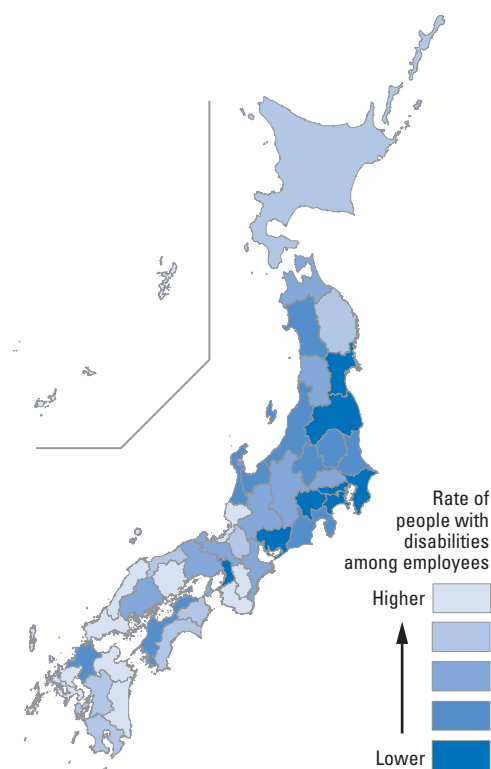 Rate of
people with
disabilities
among employees
Higher
Lower